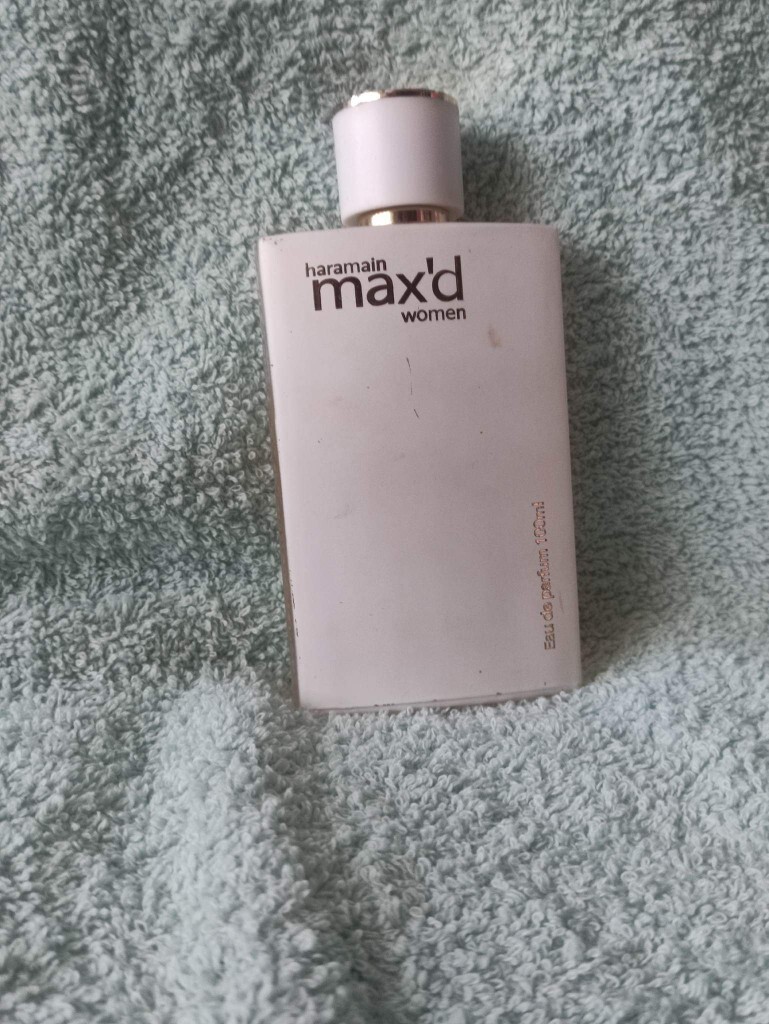 haramain
max'd
women
Eau de parfum 100ml